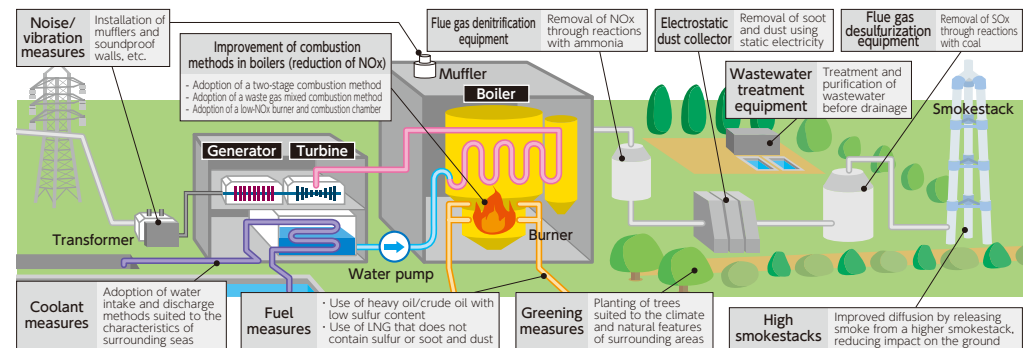 Noise/
vibration measures
Installation of
mufflers and
soundproof
walls, etc.
Improvement of combustion
methods in boilers (reduction of NOx)
- Adoption of a two-stage combustion method
- Adoption of a waste gas mixed combustion method
- Adoption of a low-NOx burner and combustion chamber
Flue gas denitrification
equipment
Removal of NOx
through reactions
with ammonia
Electrostatic
dust collector
Removal of soot
and dust using
static electricity
Flue gas
desulfurization
equipment
Removal of SOx
through reactions
with coal
Muffler
Boiler
Wastewater
treatment
equipment
Treatment and
purification of
wastewater
before drainage
Smokestack
Generator
Turbine
Transformer
Water pump
Burner
Coolant
measures
Adoption of water
intake and discharge
methods suited to the
characteristics of
surrounding seas
Fuel
measures
· Use of heavy oil/crude oil with
low sulfur content
· Use of LNG that does not
contain sulfur or soot and dust
Greening
measures
Planting of trees
suited to the climate
and natural features
of surrounding areas
High
smokestacks
Improved diffusion by releasing
smoke from a higher smokestack,
reducing impact on the ground